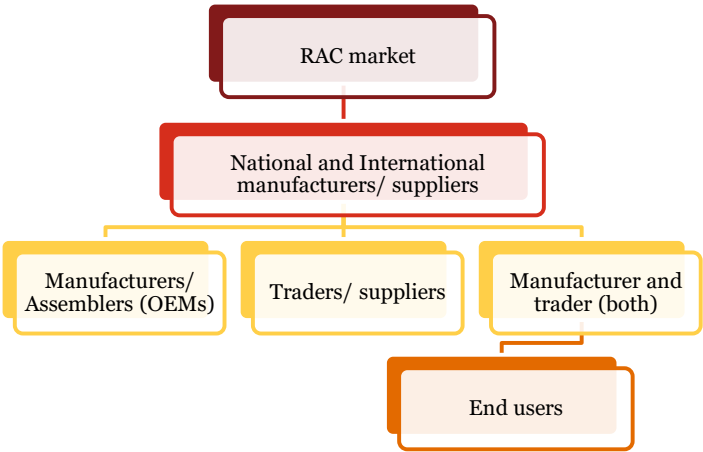 RAC market
National and International
manufacturers/ suppliers
Manufacturers/
Assemblers (OEMs)
Traders/ suppliers
Manufacturer and
trader (both)
End users